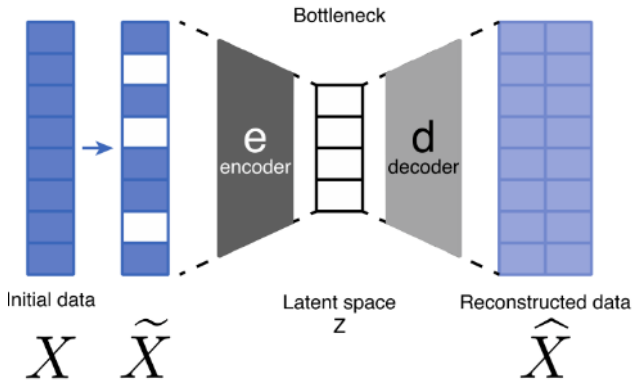 Bottleneck
e
encoder
d
decoder
Initial data
Latent space
z
Reconstructed data
X
X̃
X̂